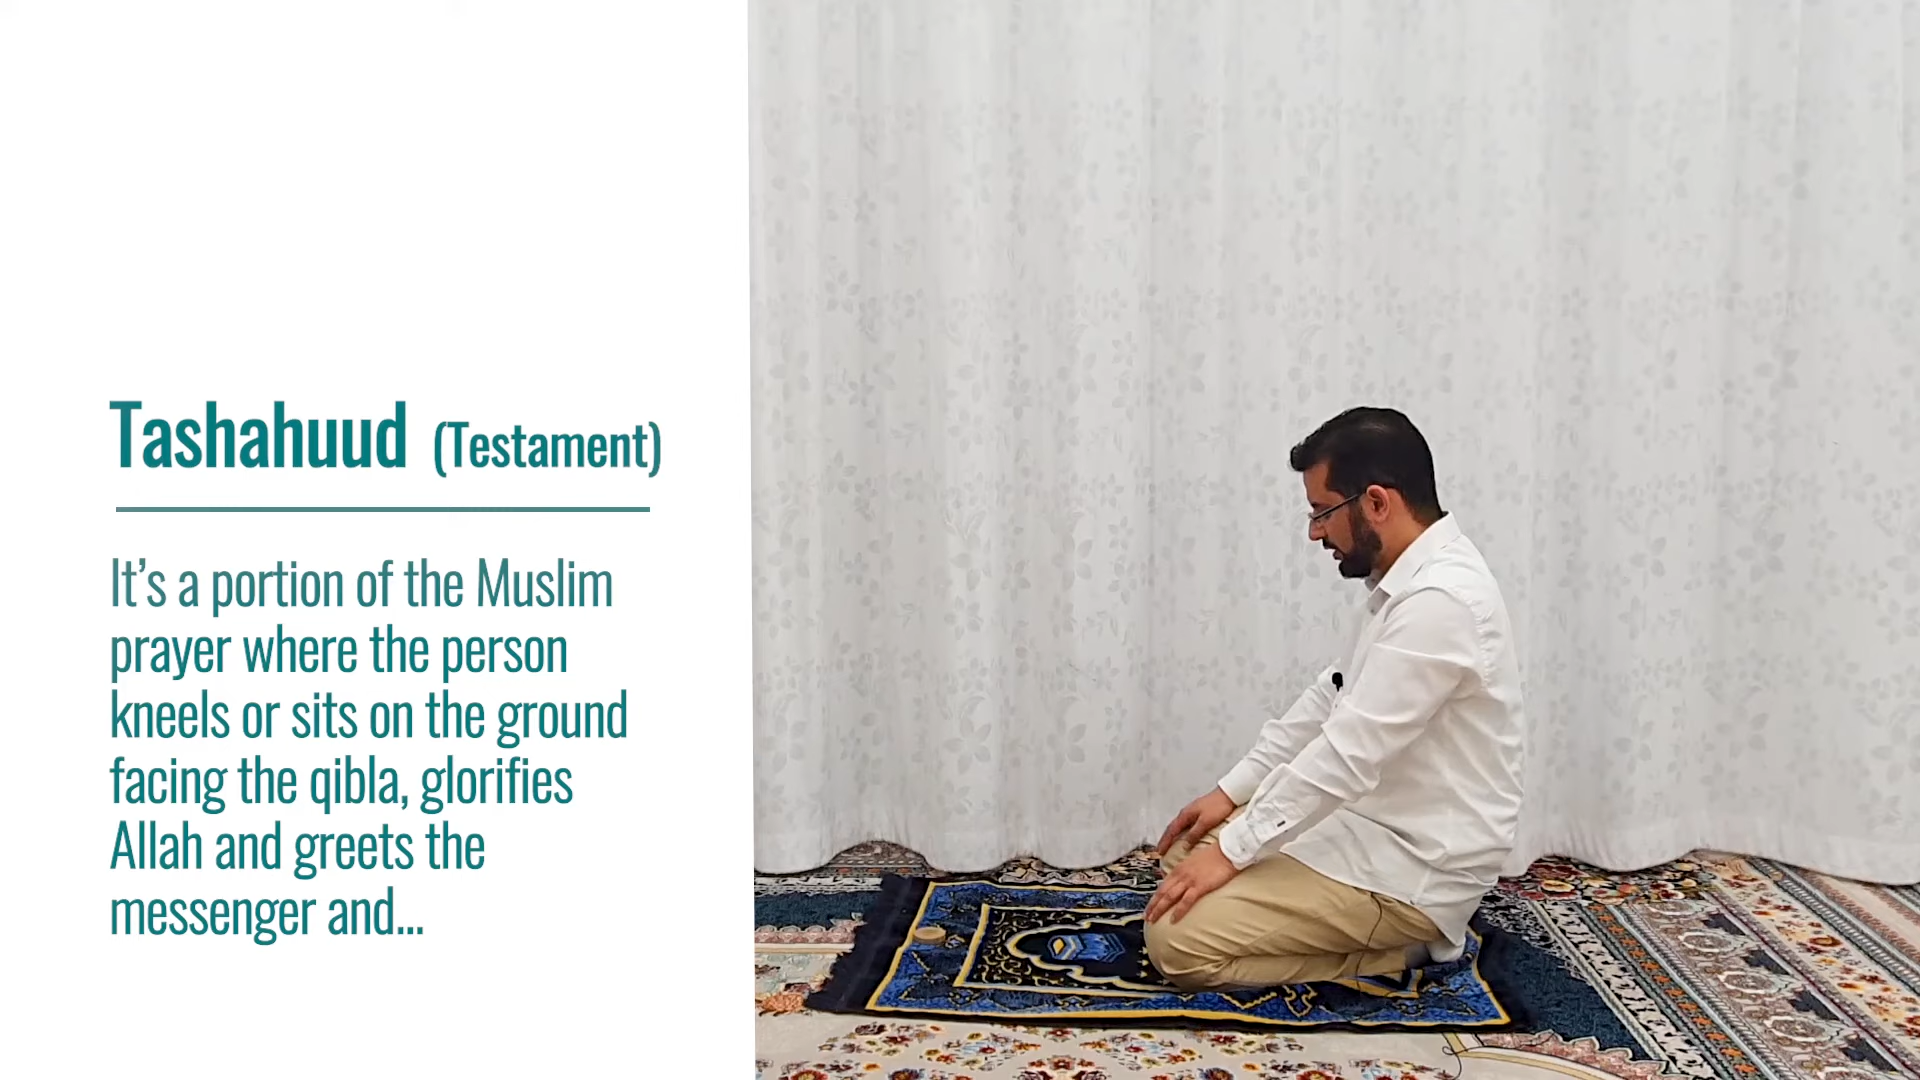 Tashahuud (Testament)
It’s a portion of the Muslim
prayer where the person
kneels or sits on the ground
facing the qibla, glorifies
Allah and greets the
messenger and...